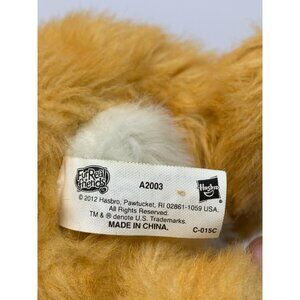 FurReal friends
A2003
Hasbro
© 2012 Hasbro, Pawtucket, RI 02861-1059 USA.
All Rights Reserved.
TM & ® denote U.S. Trademarks.
MADE IN CHINA.
C-015C